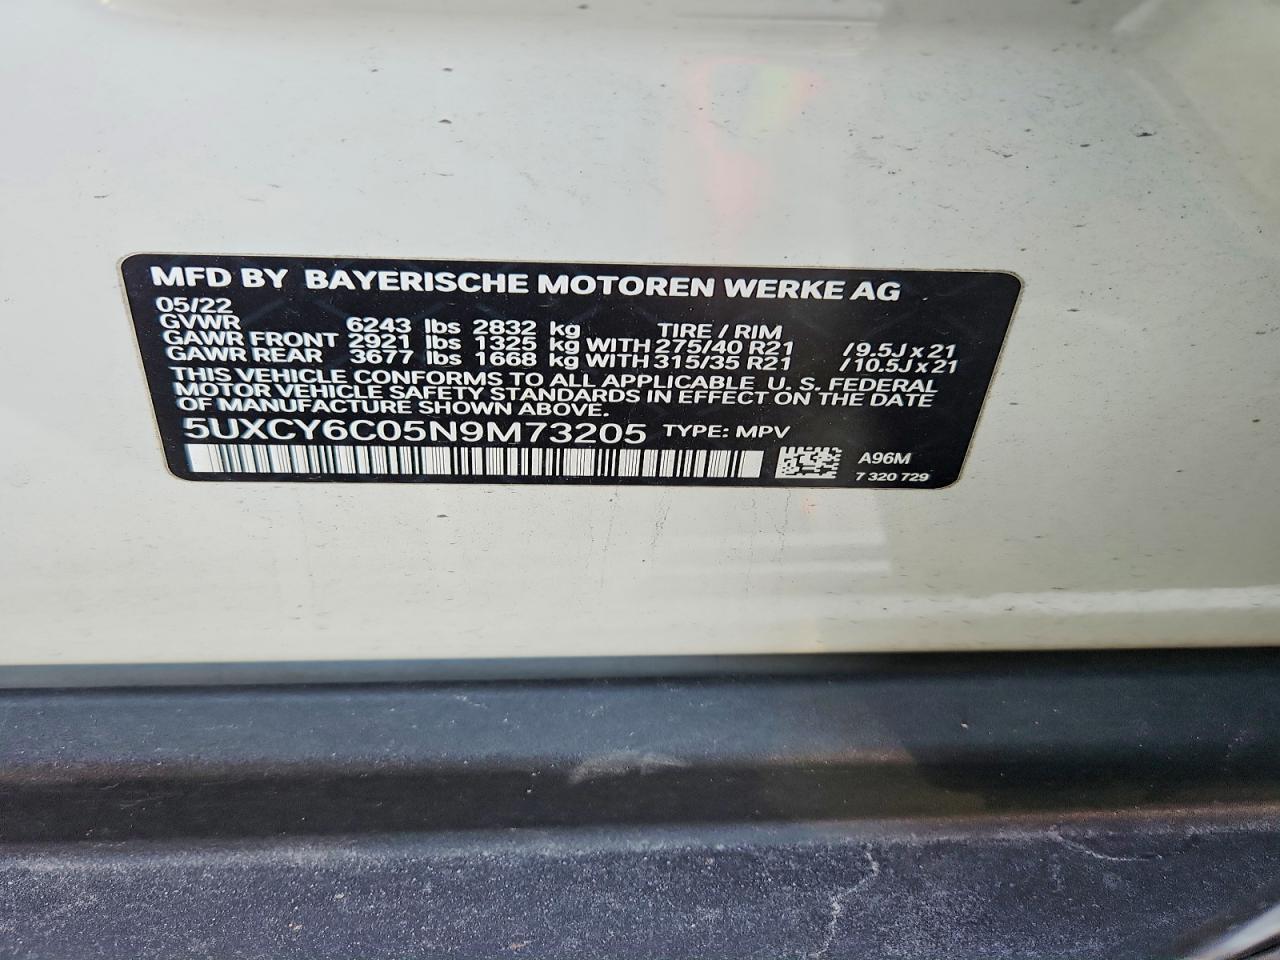 MFD BY BAYERISCHE MOTOREN WERKE AG
05/22
GVWR 6243 lbs 2832 kg TIRE / RIM
GAWR FRONT 2921 lbs 1325 kg WITH 275/40 R21 /9.5J x 21
GAWR REAR 3677 lbs 1668 kg WITH 315/35 R21 /10.5J x 21
THIS VEHICLE CONFORMS TO ALL APPLICABLE U. S. FEDERAL
MOTOR VEHICLE SAFETY STANDARDS IN EFFECT ON THE DATE
OF MANUFACTURE SHOWN ABOVE.
5UXCY6C05N9M73205 TYPE: MPV
A96M
7 320 729